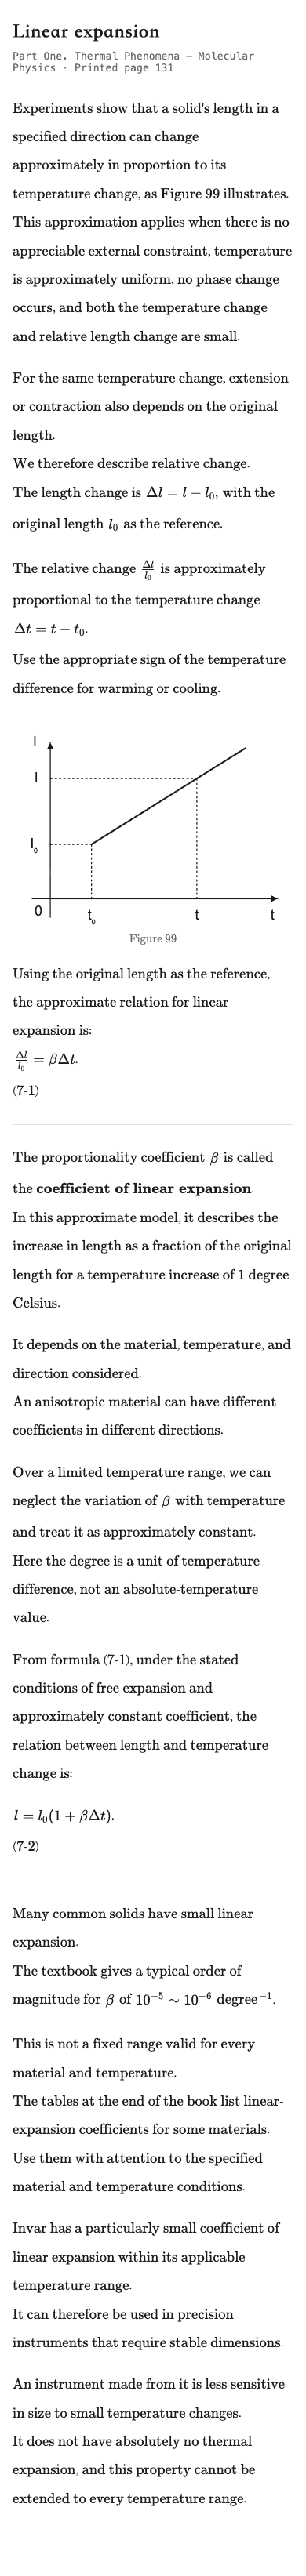 Linear expansion
Part One. Thermal Phenomena — Molecular
Physics · Printed page 131
Experiments show that a solid's length in a
specified direction can change
approximately in proportion to its
temperature change, as Figure 99 illustrates.
This approximation applies when there is no
appreciable external constraint, temperature
is approximately uniform, no phase change
occurs, and both the temperature change
and relative length change are small.
For the same temperature change, extension
or contraction also depends on the original
length.
We therefore describe relative change.
The length change is Δl = l − l₀, with the
original length l₀ as the reference.
The relative change Δl/l₀ is approximately
proportional to the temperature change
Δt = t − t₀.
Use the appropriate sign of the temperature
difference for warming or cooling.
l
l
l₀
0
t₀
t
t
Figure 99
Using the original length as the reference,
the approximate relation for linear
expansion is:
Δl/l₀ = βΔt.
(7-1)
The proportionality coefficient β is called
the coefficient of linear expansion.
In this approximate model, it describes the
increase in length as a fraction of the original
length for a temperature increase of 1 degree
Celsius.
It depends on the material, temperature, and
direction considered.
An anisotropic material can have different
coefficients in different directions.
Over a limited temperature range, we can
neglect the variation of β with temperature
and treat it as approximately constant.
Here the degree is a unit of temperature
difference, not an absolute-temperature
value.
From formula (7-1), under the stated
conditions of free expansion and
approximately constant coefficient, the
relation between length and temperature
change is:
l = l₀(1 + βΔt).
(7-2)
Many common solids have small linear
expansion.
The textbook gives a typical order of
magnitude for β of 10⁻⁵ ∼ 10⁻⁶ degree⁻¹.
This is not a fixed range valid for every
material and temperature.
The tables at the end of the book list linear-
expansion coefficients for some materials.
Use them with attention to the specified
material and temperature conditions.
Invar has a particularly small coefficient of
linear expansion within its applicable
temperature range.
It can therefore be used in precision
instruments that require stable dimensions.
An instrument made from it is less sensitive
in size to small temperature changes.
It does not have absolutely no thermal
expansion, and this property cannot be
extended to every temperature range.